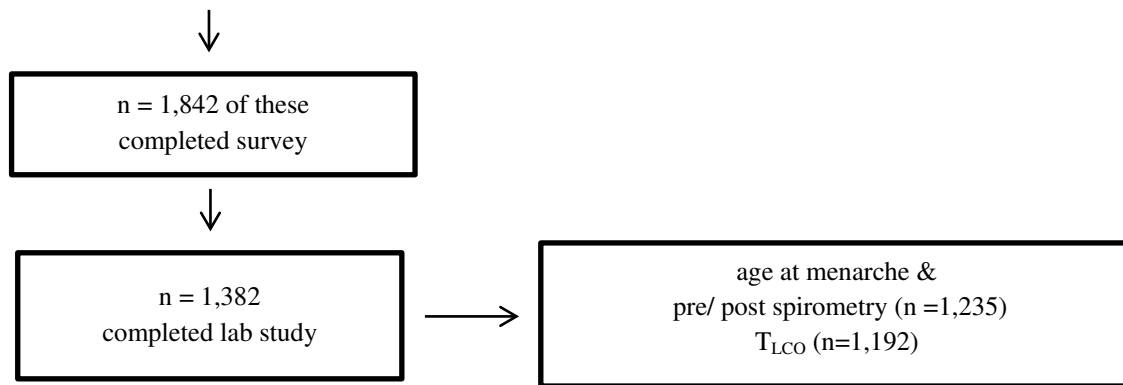 n = 1,842 of these
completed survey
n = 1,382
completed lab study
age at menarche &
pre/ post spirometry (n =1,235)
TLCO (n=1,192)